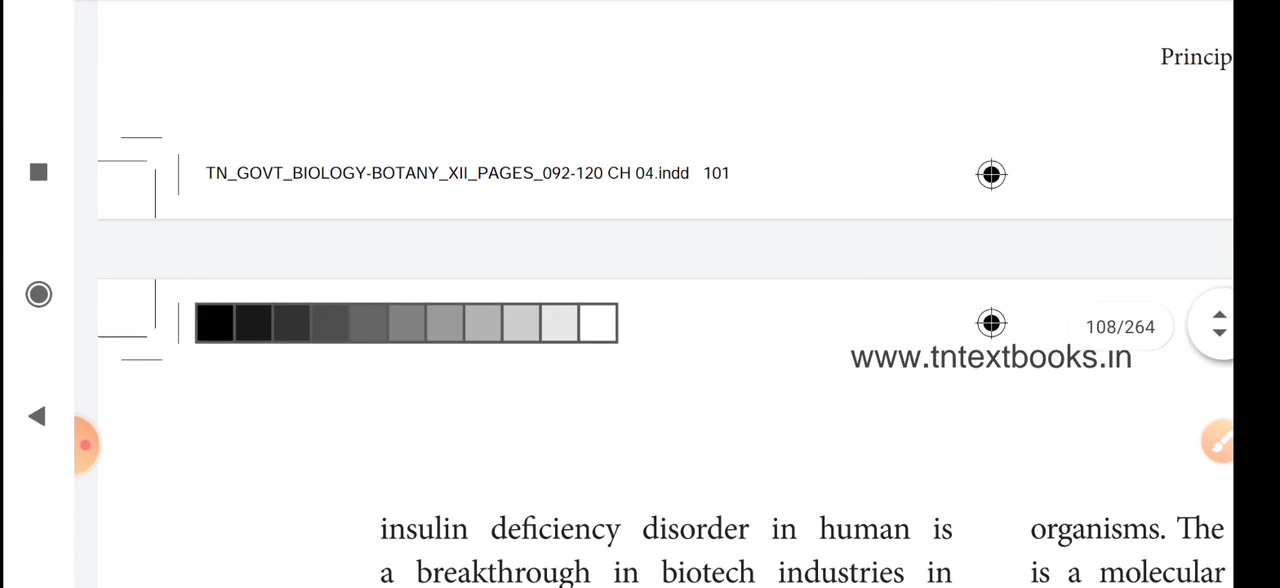 Princip
TN_GOVT_BIOLOGY-BOTANY_XII_PAGES_092-120 CH 04.indd 101
108/264
www.tntextbooks.in
insulin deficiency disorder in human is
a breakthrough in biotech industries in
organisms. The
is a molecular